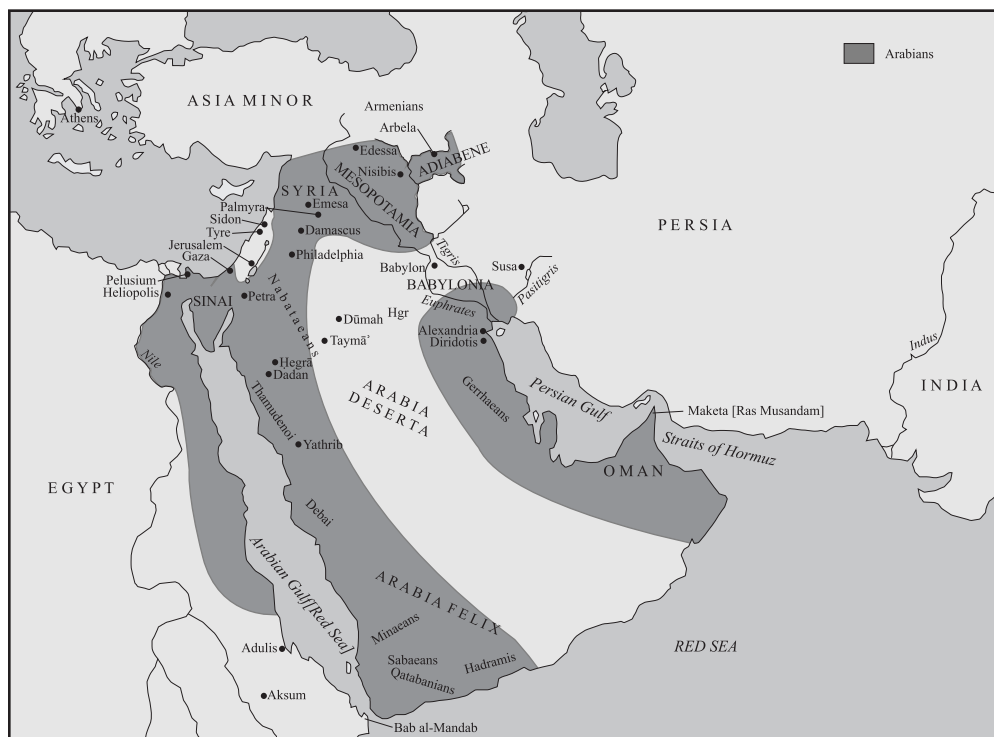 Arabians
ASIA MINOR
Armenians
Arbela
Athens
Edessa
ADIABENE
Nisibis
MESOPOTAMIA
SYRIA
Emesa
Palmyra
Sidon
Tyre
Damascus
PERSIA
Jerusalem
Gaza
Philadelphia
Tigris
Babylon
Susa
Pelusium
Heliopolis
BABYLONIA
Pasitigris
SINAI
Petra
Nabataeans
Euphrates
Dūmah
Hgr
Alexandria
Diridotis
Taymāʾ
Indus
Nile
Hegrā
Dadan
INDIA
ARABIA
DESERTA
Gerrhaeans
Persian Gulf
Maketa [Ras Musandam]
Thamudenoi
Yathrib
Straits of Hormuz
OMAN
EGYPT
Debai
Arabian Gulf[Red Sea]
ARABIA FELIX
Minaeans
Adulis
RED SEA
Sabaeans
Qatabanians
Hadramis
Aksum
Bab al-Mandab